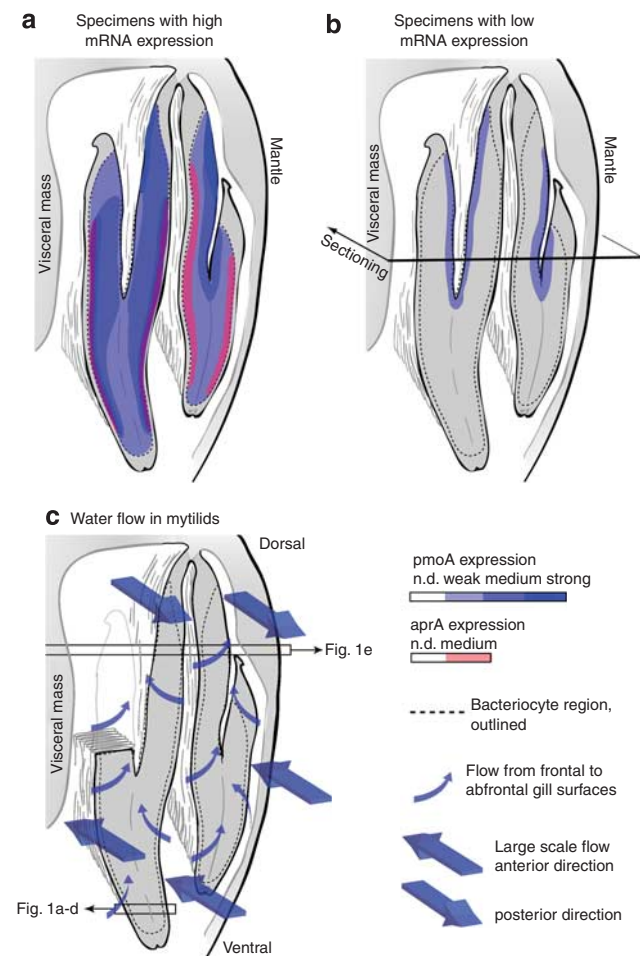 a Specimens with high
mRNA expression
Visceral mass
Mantle
b Specimens with low
mRNA expression
Visceral mass
Mantle
Sectioning
c Water flow in mytilids
Dorsal
Fig. 1e
Visceral mass
Fig. 1a-d
Ventral
pmoA expression
n.d. weak medium strong
aprA expression
n.d. medium
Bacteriocyte region,
outlined
Flow from frontal to
abfrontal gill surfaces
Large scale flow
anterior direction
posterior direction